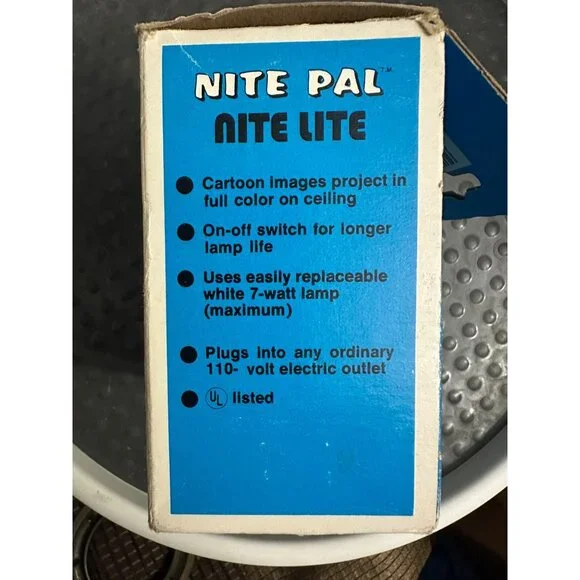 NITE PAL™
NITE LITE
● Cartoon images project in
full color on ceiling
● On-off switch for longer
lamp life
● Uses easily replaceable
white 7-watt lamp
(maximum)
● Plugs into any ordinary
110- volt electric outlet
● UL listed